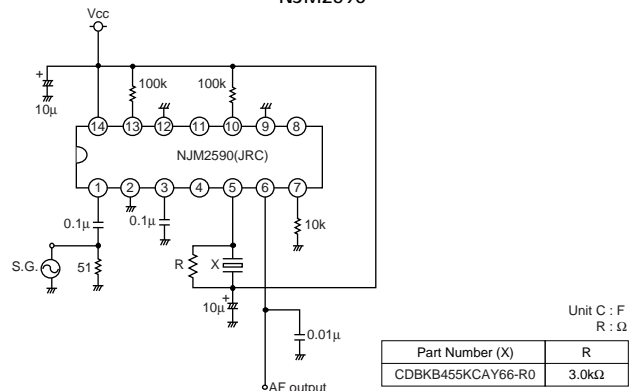 NJM2590
Vcc
+
10μ
100k
100k
14
13
12
11
10
9
8
NJM2590(JRC)
1
2
3
4
5
6
7
0.1μ
0.1μ
10k
S.G.
51
R
X
+
10μ
0.01μ
AF output
Unit C : F
R : Ω
Part Number (X) R
CDBKB455KCAY66-R0 3.0kΩ